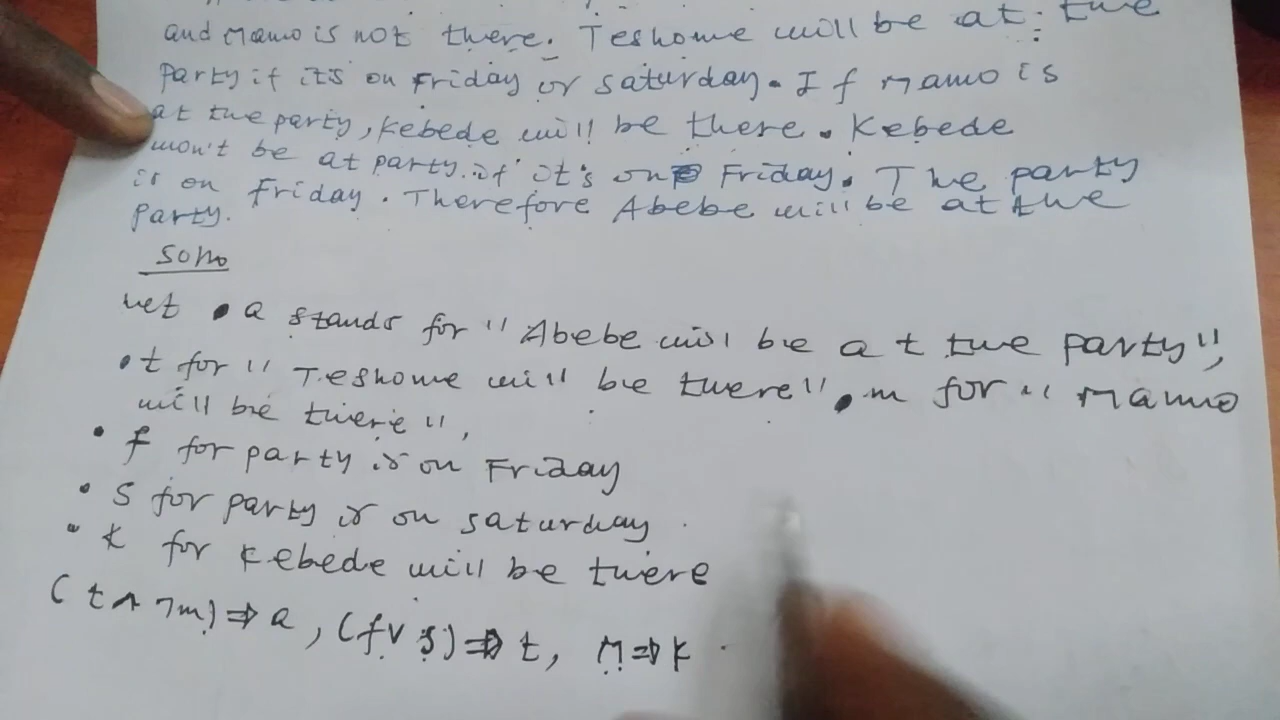 and Mamo is not there. Teshome will be at the
party if it's on Friday or saturday. If Mamo is
at the party, Kebede will be there. Kebede
won't be at party if it's on Friday. The party
is on Friday. Therefore Abebe will be at the
party.
Soln
Let • a stands for "Abebe will be at the party",
• t for "Teshome will be there", • m for "Mamo
will be there",
• f for party is on Friday
• S for party is on saturday
• k for kebede will be there
(t ∧ ¬m) ⇒ a, (f ∨ s) ⇒ t, M ⇒ k